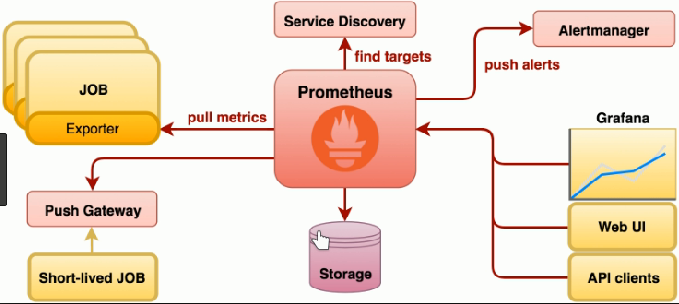 Service Discovery
Alertmanager
find targets
push alerts
JOB
Exporter
pull metrics
Prometheus
Grafana
Push Gateway
Short-lived JOB
Storage
Web UI
API clients